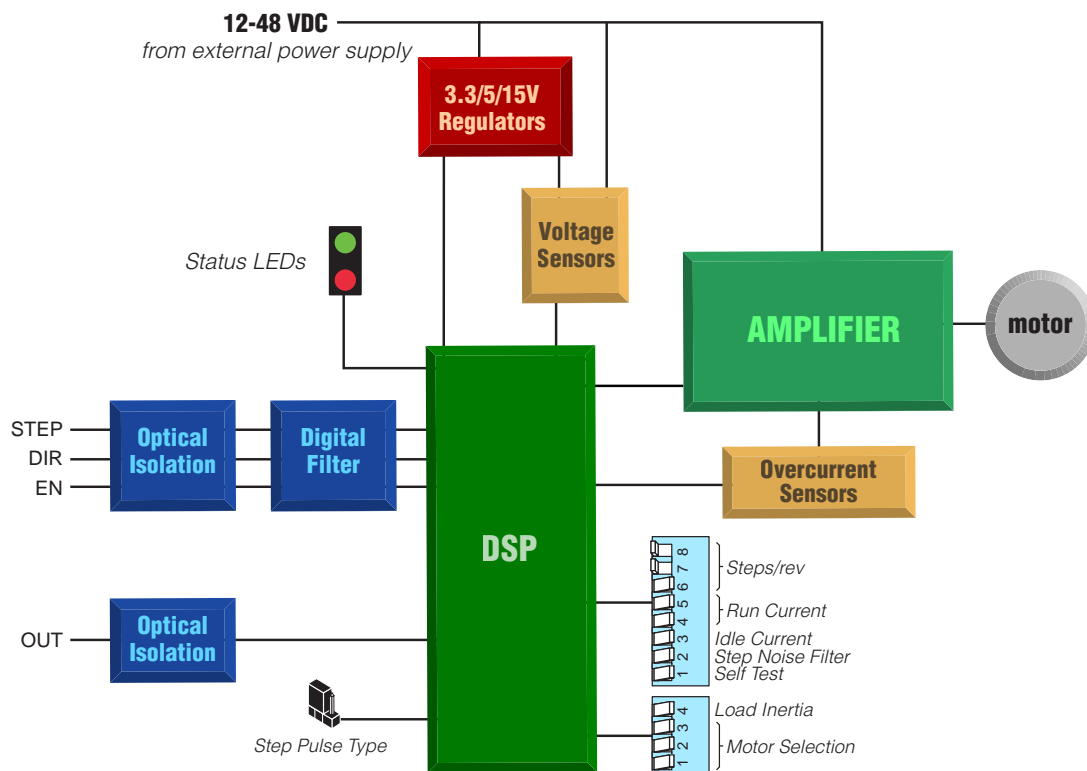 12-48 VDC
from external power supply
3.3/5/15V
Regulators
Voltage
Sensors
Status LEDs
AMPLIFIER
motor
STEP
DIR
EN
Optical
Isolation
Digital
Filter
Overcurrent
Sensors
DSP
8
7
6
5
4
3
2
1
Steps/rev
Run Current
Idle Current
Step Noise Filter
Self Test
OUT
Optical
Isolation
Step Pulse Type
4
3
2
1
Load Inertia
Motor Selection